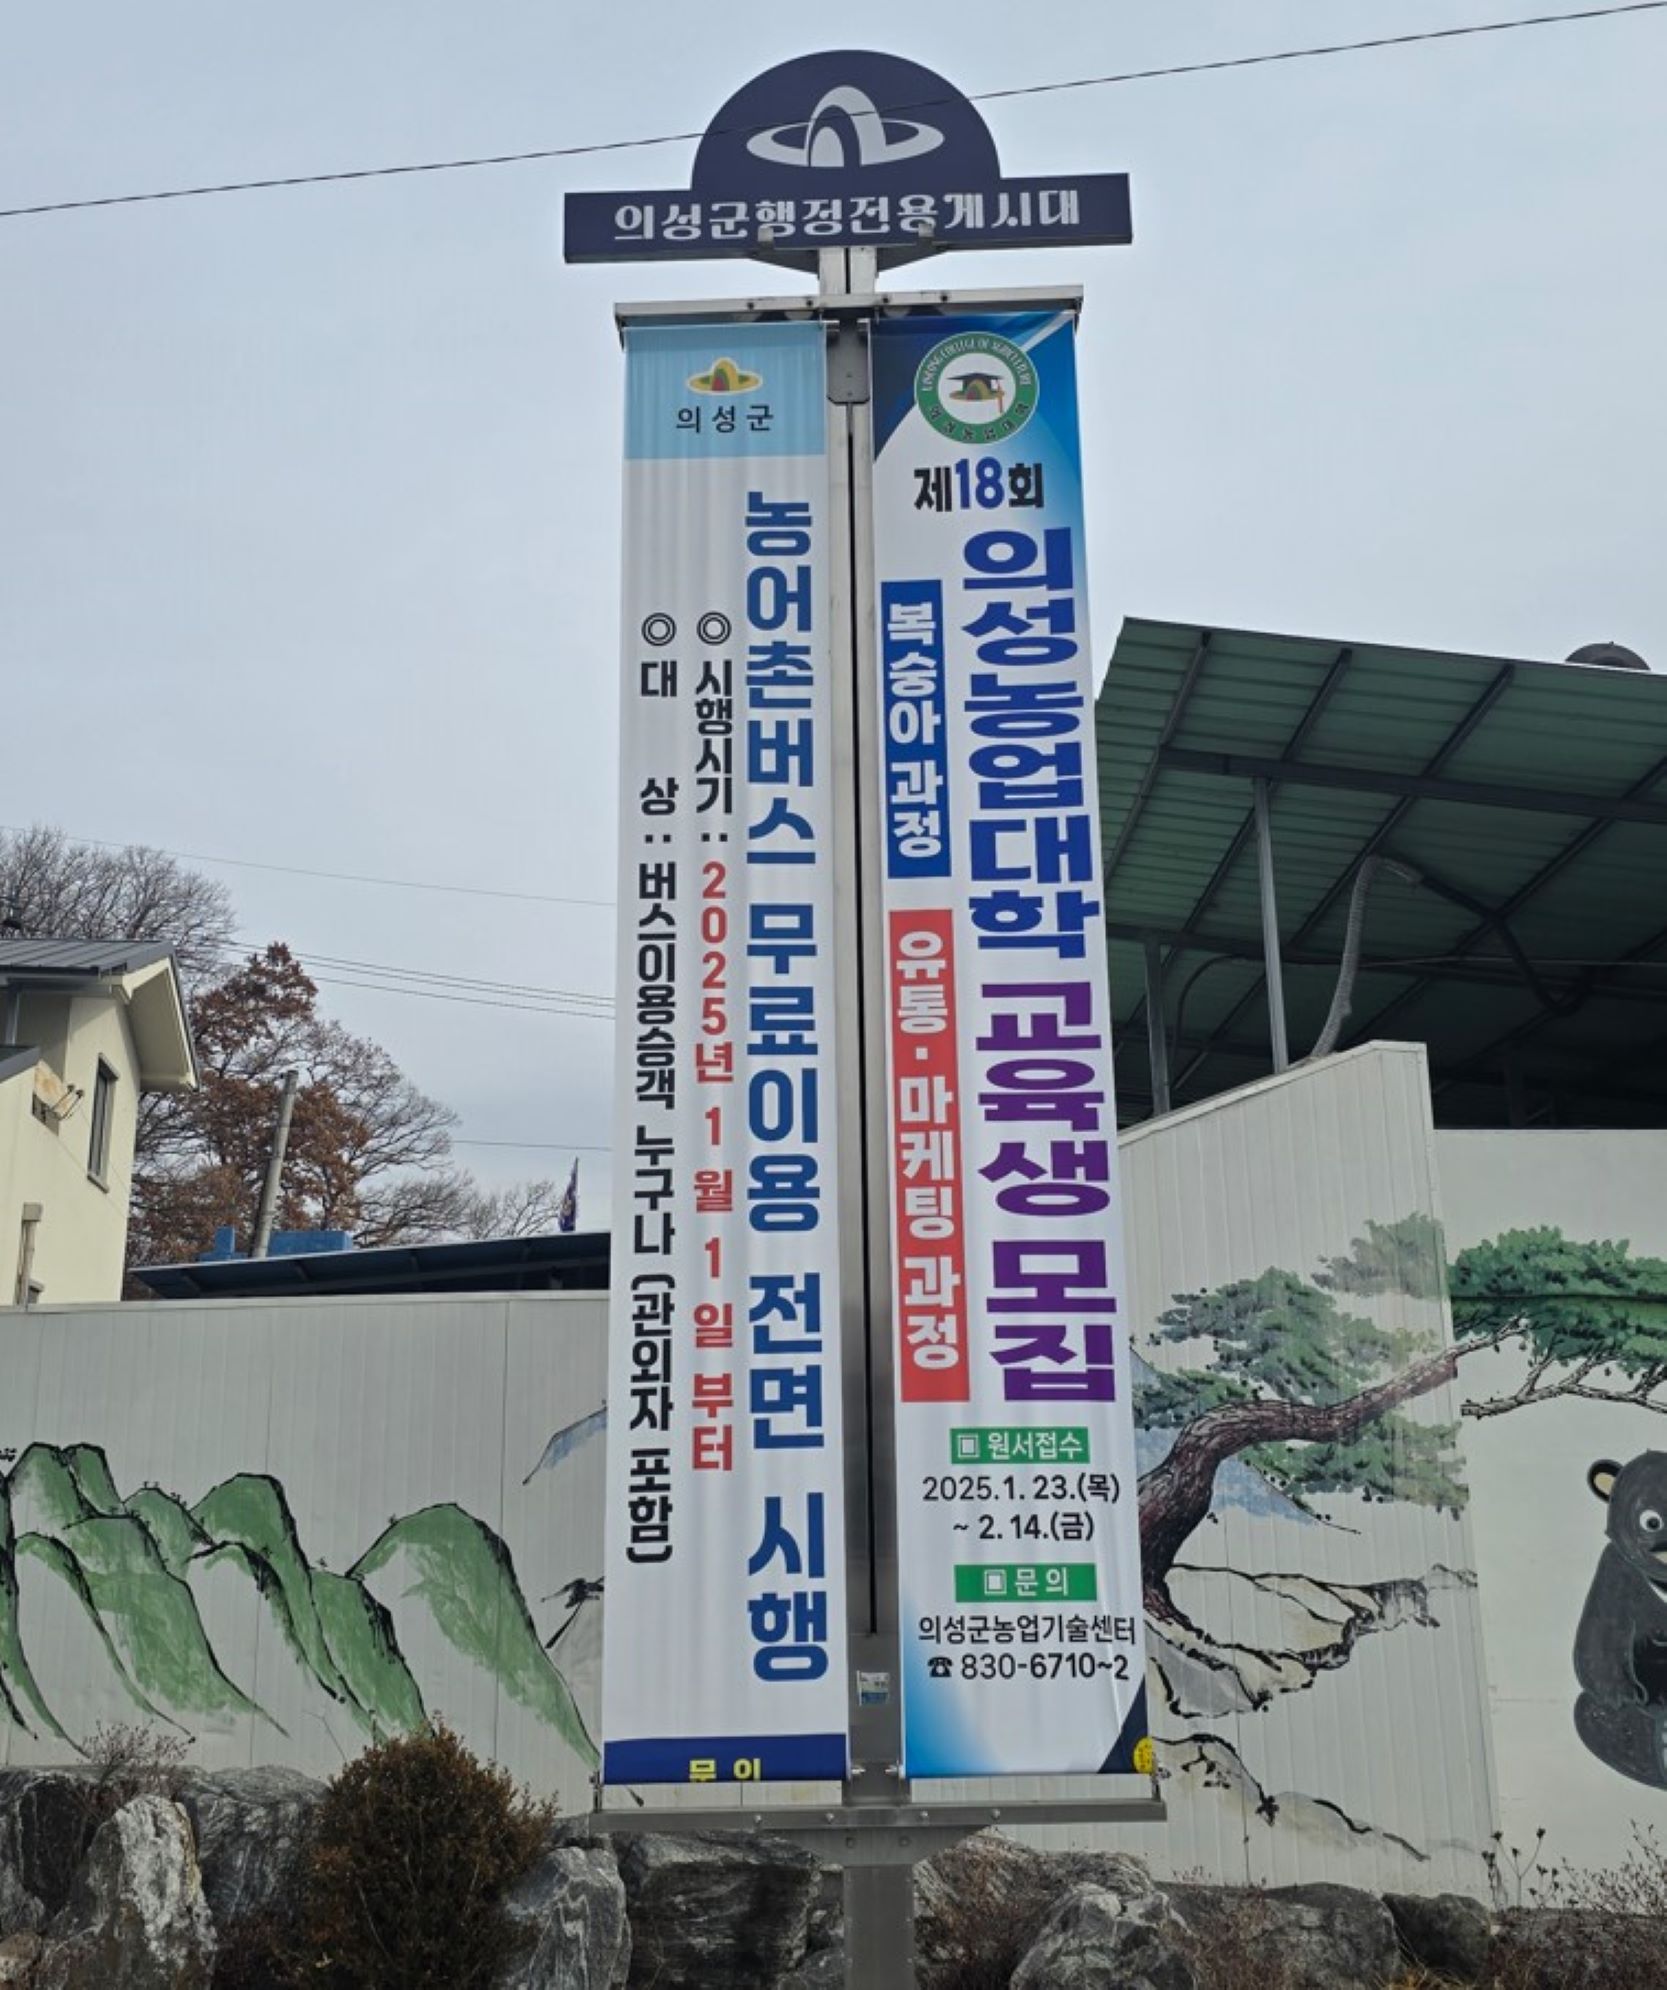 의성군행정전용게시대
의성군
농어촌버스 무료이용 전면 시행
◎ 시행시기 : 2025년 1월 1일 부터
◎ 대 상 : 버스이용승객 누구나 (관외자 포함)
문 의
제18회
의성농업대학 교육생 모집
복숭아 과정
유통·마케팅 과정
▣ 원서접수
2025. 1. 23.(목)
~ 2. 14.(금)
▣ 문 의
의성군농업기술센터
☎ 830-6710~2